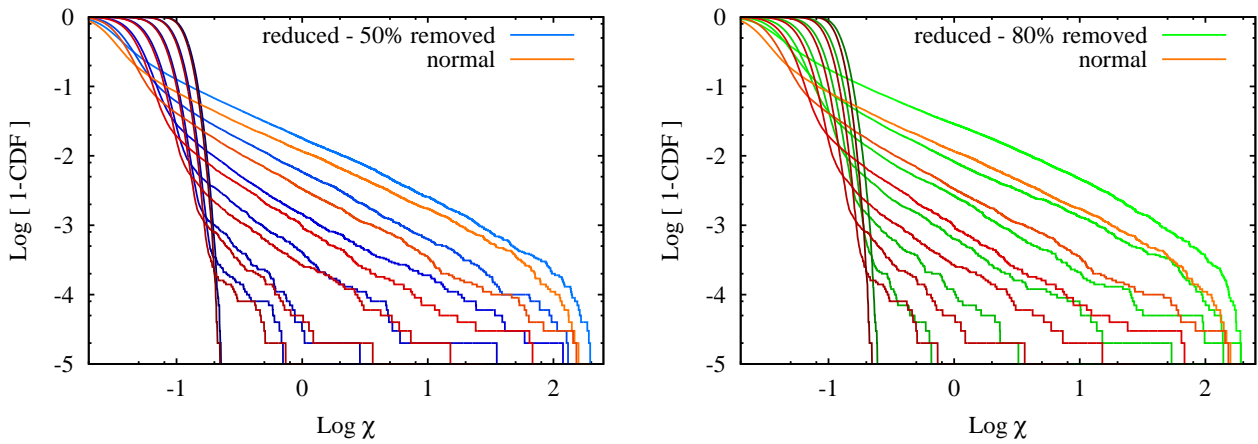 0
-1
-2
-3
-4
-5
Log [ 1-CDF ]
reduced - 50% removed
normal
-1 0 1 2
Log χ
0
-1
-2
-3
-4
-5
Log [ 1-CDF ]
reduced - 80% removed
normal
-1 0 1 2
Log χ